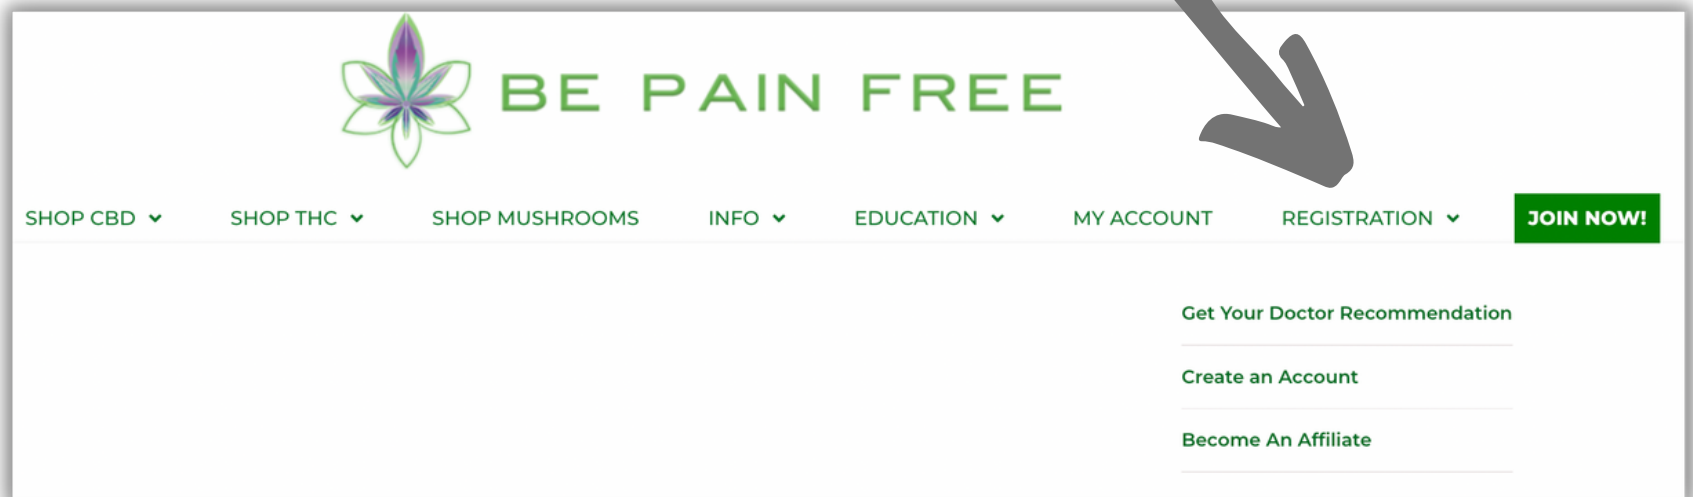 BE PAIN FREE
SHOP CBD SHOP THC SHOP MUSHROOMS INFO EDUCATION MY ACCOUNT REGISTRATION JOIN NOW!
Get Your Doctor Recommendation
Create an Account
Become An Affiliate